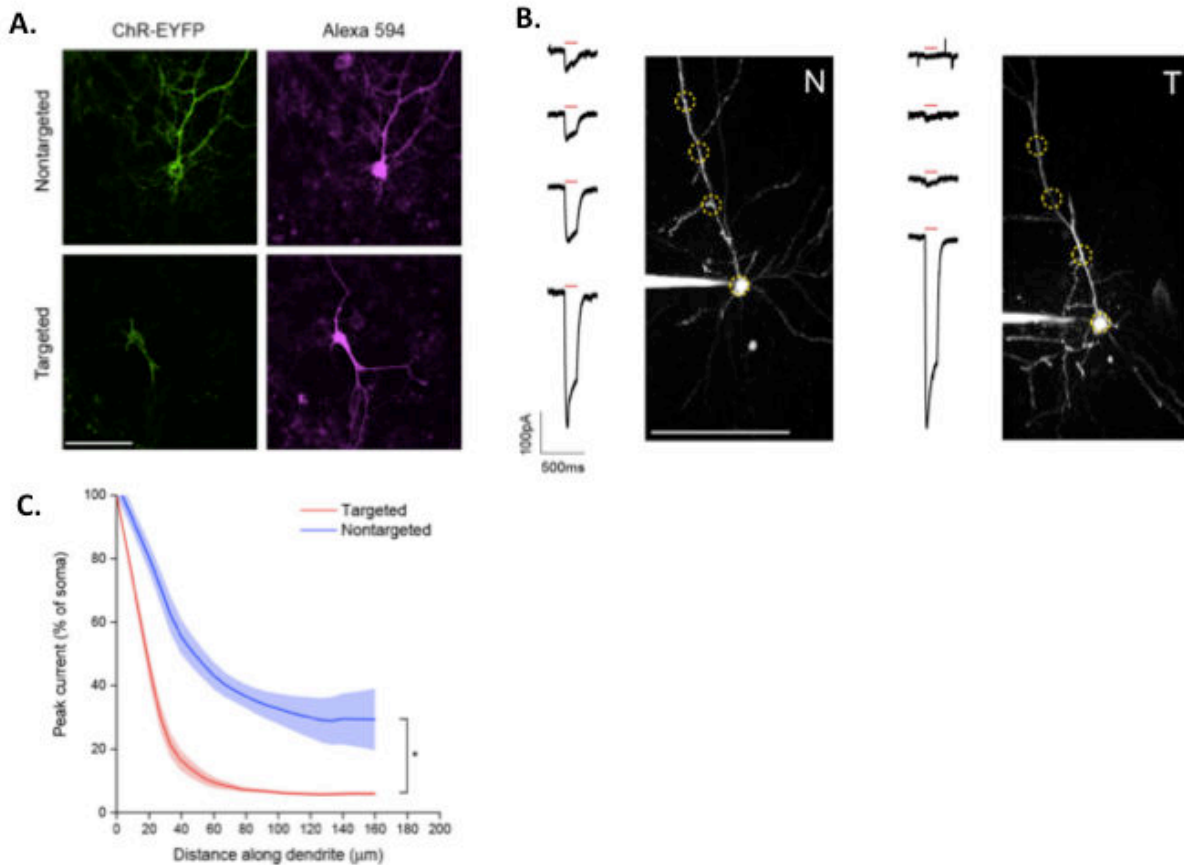 A.
ChR-EYFP
Alexa 594
Nontargeted
Targeted
B.
N
T
100pA
500ms
C.
100
80
60
40
20
0
Peak current (% of soma)
Targeted
Nontargeted
*
0 20 40 60 80 100 120 140 160 180 200
Distance along dendrite (μm)